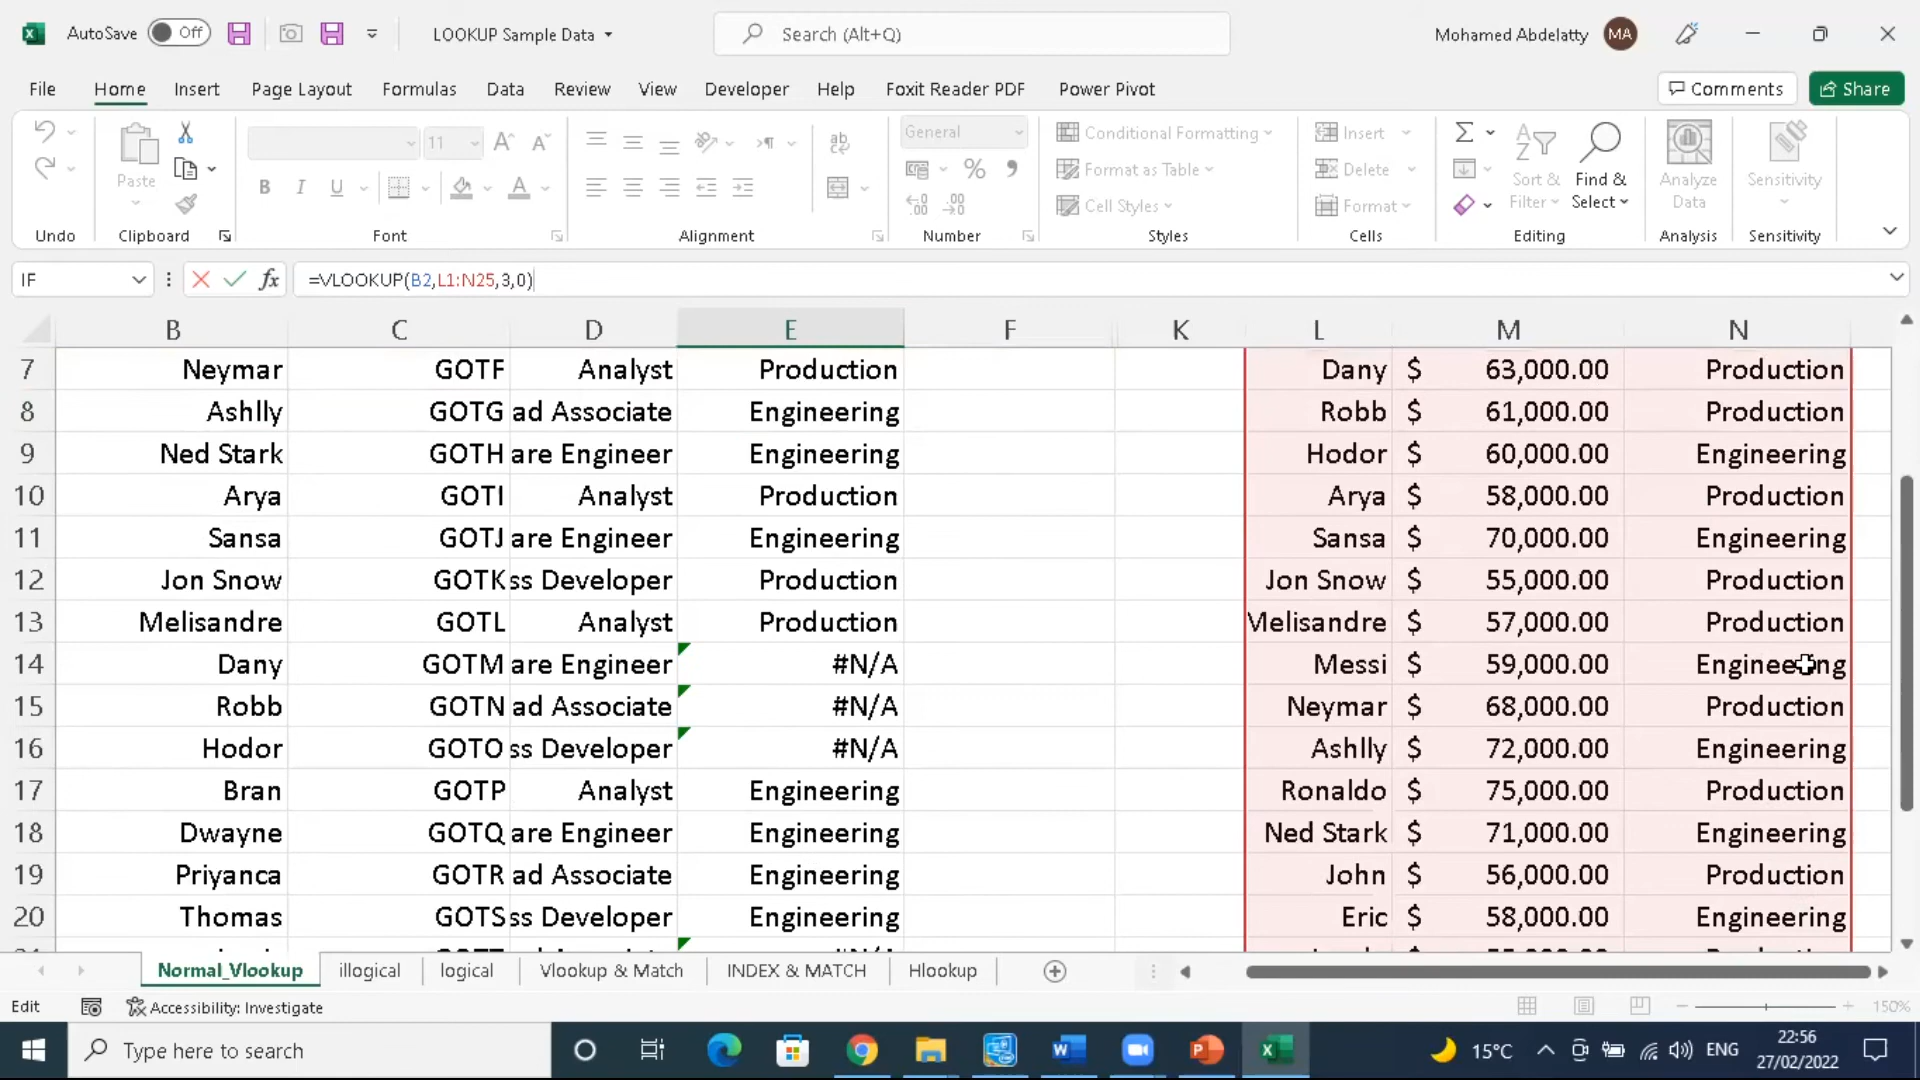 AutoSave Off LOOKUP Sample Data Search (Alt+Q) Mohamed Abdelatty MA
File Home Insert Page Layout Formulas Data Review View Developer Help Foxit Reader PDF Power Pivot Comments Share
11 General Conditional Formatting Insert
Format as Table Delete
Paste Sort & Find & Analyze Sensitivity
Filter Select Data
Cell Styles Format
Undo Clipboard Font Alignment Number Styles Cells Editing Analysis Sensitivity
IF fx =VLOOKUP(B2,L1:N25,3,0)
B C D E F K L M N
7 Neymar GOTF Analyst Production Dany $ 63,000.00 Production
8 Ashlly GOTG ad Associate Engineering Robb $ 61,000.00 Production
9 Ned Stark GOTH are Engineer Engineering Hodor $ 60,000.00 Engineering
10 Arya GOTI Analyst Production Arya $ 58,000.00 Production
11 Sansa GOTJ are Engineer Engineering Sansa $ 70,000.00 Engineering
12 Jon Snow GOTK ss Developer Production Jon Snow $ 55,000.00 Production
13 Melisandre GOTL Analyst Production Melisandre $ 57,000.00 Production
14 Dany GOTM are Engineer #N/A Messi $ 59,000.00 Engineering
15 Robb GOTN ad Associate #N/A Neymar $ 68,000.00 Production
16 Hodor GOTO ss Developer #N/A Ashlly $ 72,000.00 Engineering
17 Bran GOTP Analyst Engineering Ronaldo $ 75,000.00 Production
18 Dwayne GOTQ are Engineer Engineering Ned Stark $ 71,000.00 Engineering
19 Priyanca GOTR ad Associate Engineering John $ 56,000.00 Production
20 Thomas GOTS ss Developer Engineering Eric $ 58,000.00 Engineering
Normal_Vlookup illogical logical Vlookup & Match INDEX & MATCH Hlookup
Edit Accessibility: Investigate 150%
Type here to search 15°C ENG 22:56
27/02/2022